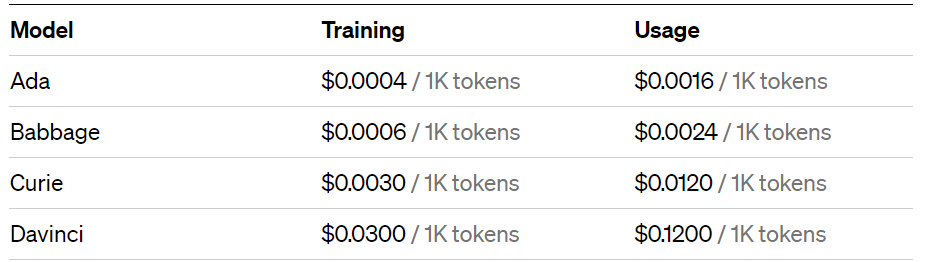 Model Training Usage
Ada $0.0004 / 1K tokens $0.0016 / 1K tokens
Babbage $0.0006 / 1K tokens $0.0024 / 1K tokens
Curie $0.0030 / 1K tokens $0.0120 / 1K tokens
Davinci $0.0300 / 1K tokens $0.1200 / 1K tokens